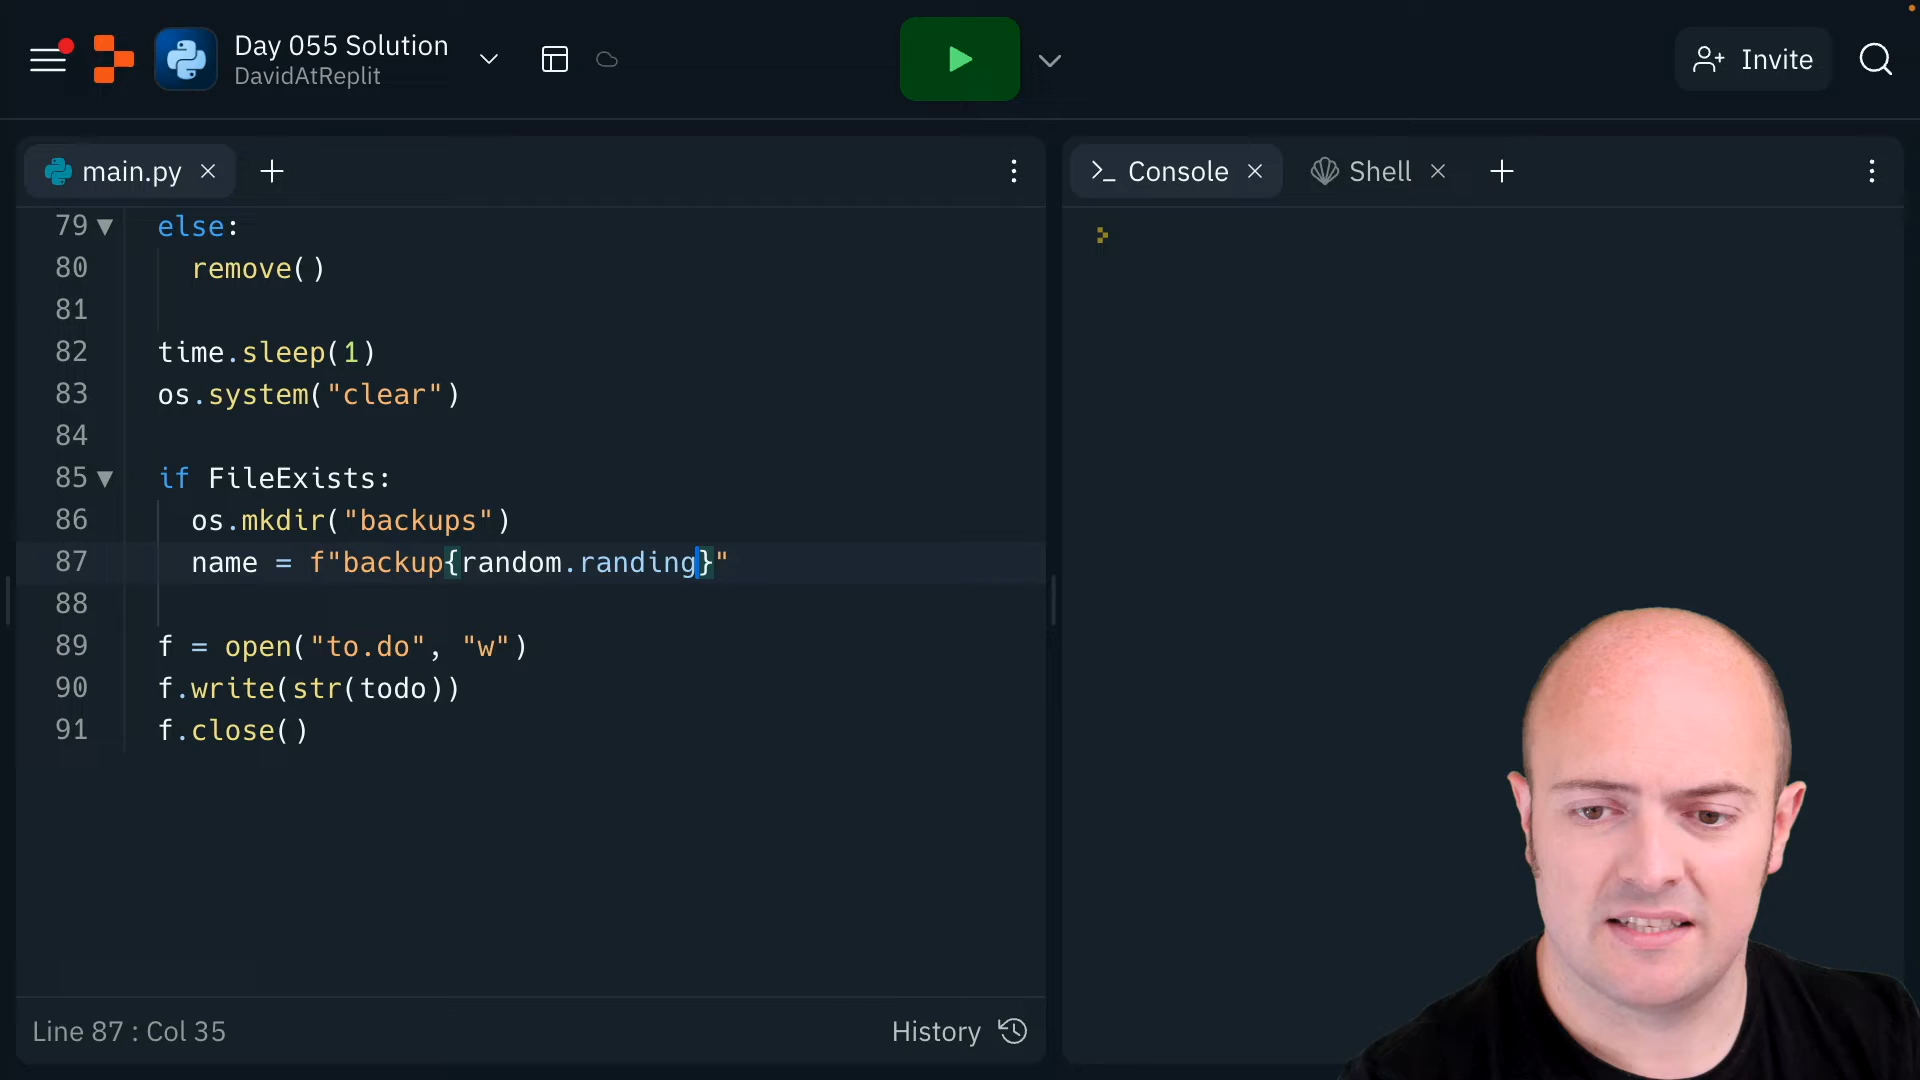 Day 055 Solution
DavidAtReplit
Invite
main.py
Console
Shell
79 else:
80 remove()
81
82 time.sleep(1)
83 os.system("clear")
84
85 if FileExists:
86 os.mkdir("backups")
87 name = f"backup{random.randing}"
88
89 f = open("to.do", "w")
90 f.write(str(todo))
91 f.close()
Line 87 : Col 35
History